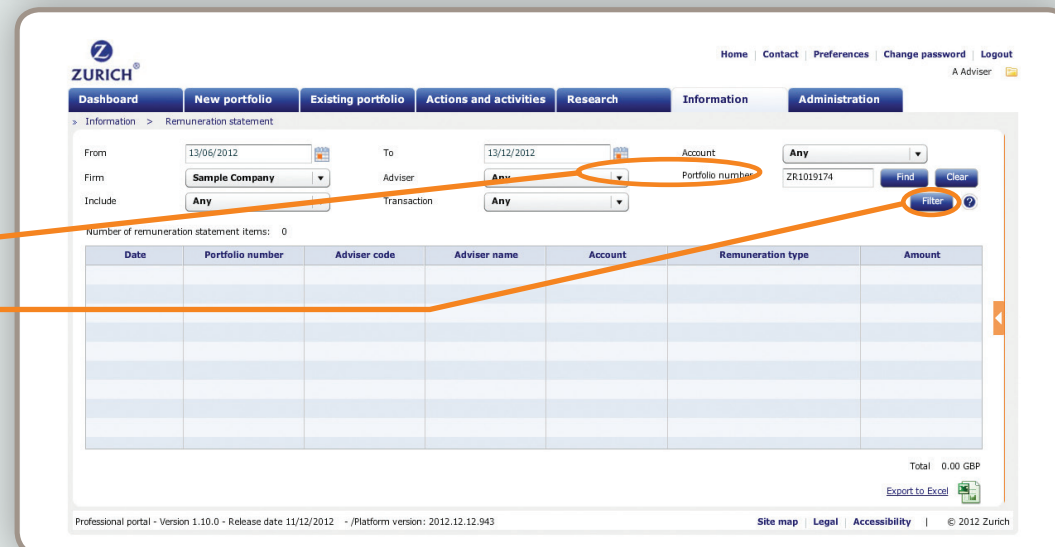 Home | Contact | Preferences | Change password | Logout
ZURICH®
A Adviser
Dashboard New portfolio Existing portfolio Actions and activities Research Information Administration
» Information > Remuneration statement
From 13/06/2012 To 13/12/2012 Account Any
Firm Sample Company Adviser Any Portfolio number ZR1019174 Find Clear
Include Any Transaction Any Filter ?
Number of remuneration statement items: 0
Date Portfolio number Adviser code Adviser name Account Remuneration type Amount
Total 0.00 GBP
Export to Excel
Professional portal - Version 1.10.0 - Release date 11/12/2012 - /Platform version: 2012.12.12.943 Site map | Legal | Accessibility | © 2012 Zurich